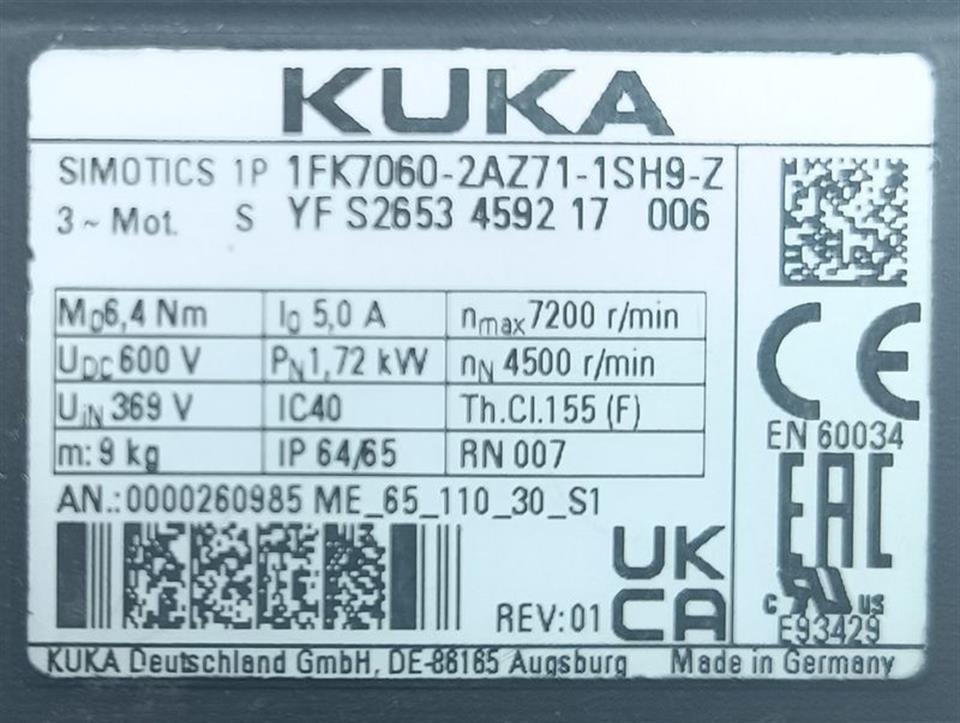 KUKA
SIMOTICS 1P 1FK7060-2AZ71-1SH9-Z
3~ Mot. S YF S2653 4592 17 006
M0 6,4 Nm I0 5,0 A nmax 7200 r/min
UDC 600 V PN 1,72 kW nN 4500 r/min
UiN 369 V IC40 Th.Cl.155 (F)
m: 9 kg IP 64/65 RN 007
CE
EN 60034
AN.:0000260985 ME_65_110_30_S1
EAC
UK
CA
REV:01
c RU us
E93429
KUKA Deutschland GmbH, DE-86165 Augsburg Made in Germany